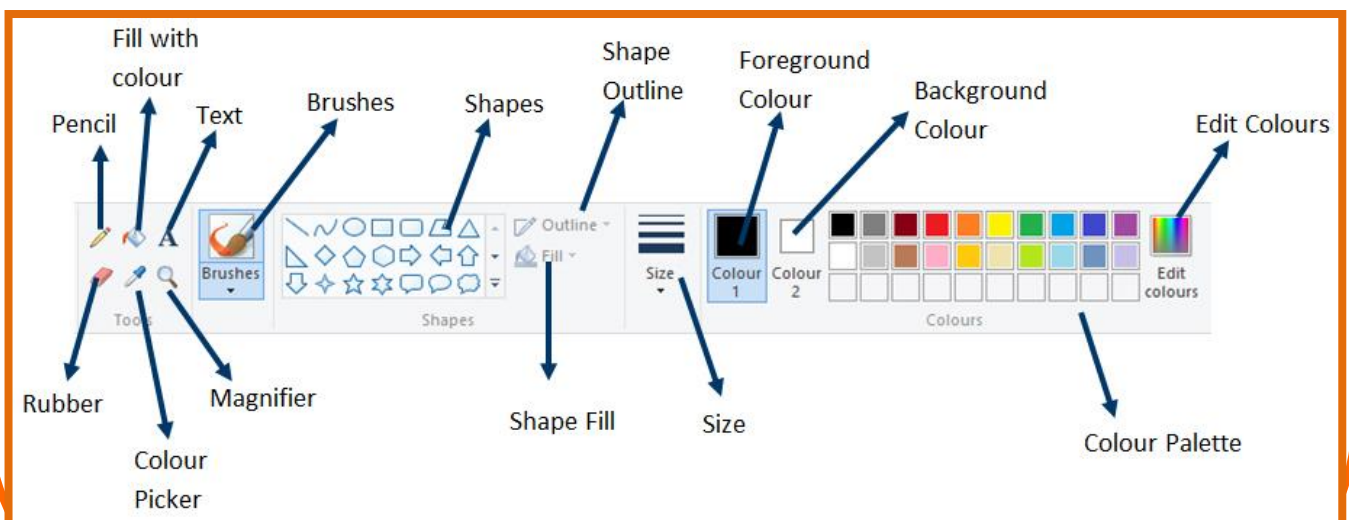 Fill with
colour
Shape
Outline
Foreground
Colour
Background
Colour
Edit Colours
Pencil
Text
Brushes
Shapes
A
Outline
Fill
Brushes
Size
Colour
1
Colour
2
Edit
colours
Tools
Shapes
Colours
Rubber
Magnifier
Colour
Picker
Shape Fill
Size
Colour Palette